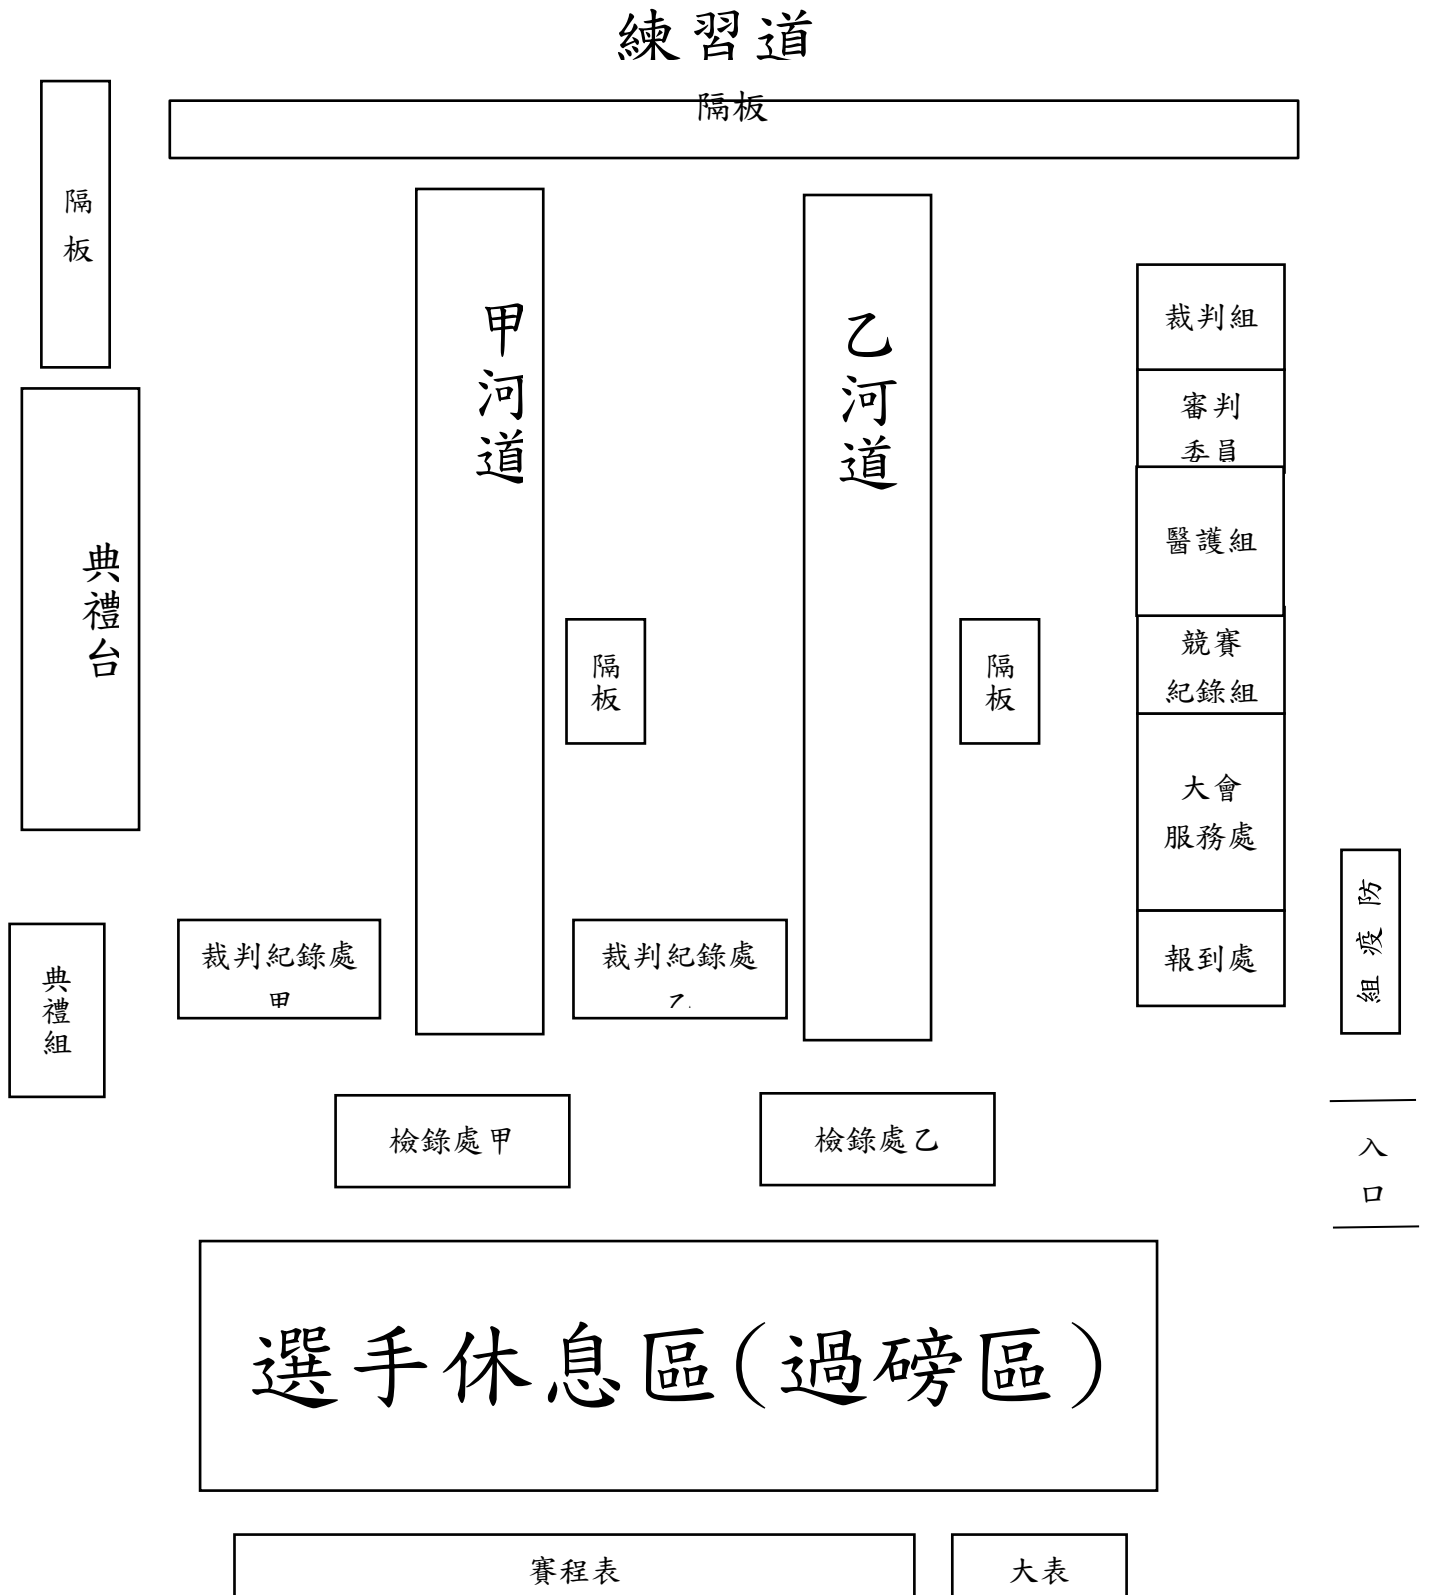 練習道
隔板
隔
板
甲
河
道
乙
河
道
裁判組
審判
委員
醫護組
競賽
紀錄組
大會
服務處
報到處
典
禮
台
隔
板
隔
板
防
疫
組
典
禮
組
裁判紀錄處
甲
裁判紀錄處
乙
檢錄處甲
檢錄處乙
入
口
選手休息區(過磅區)
賽程表
大表